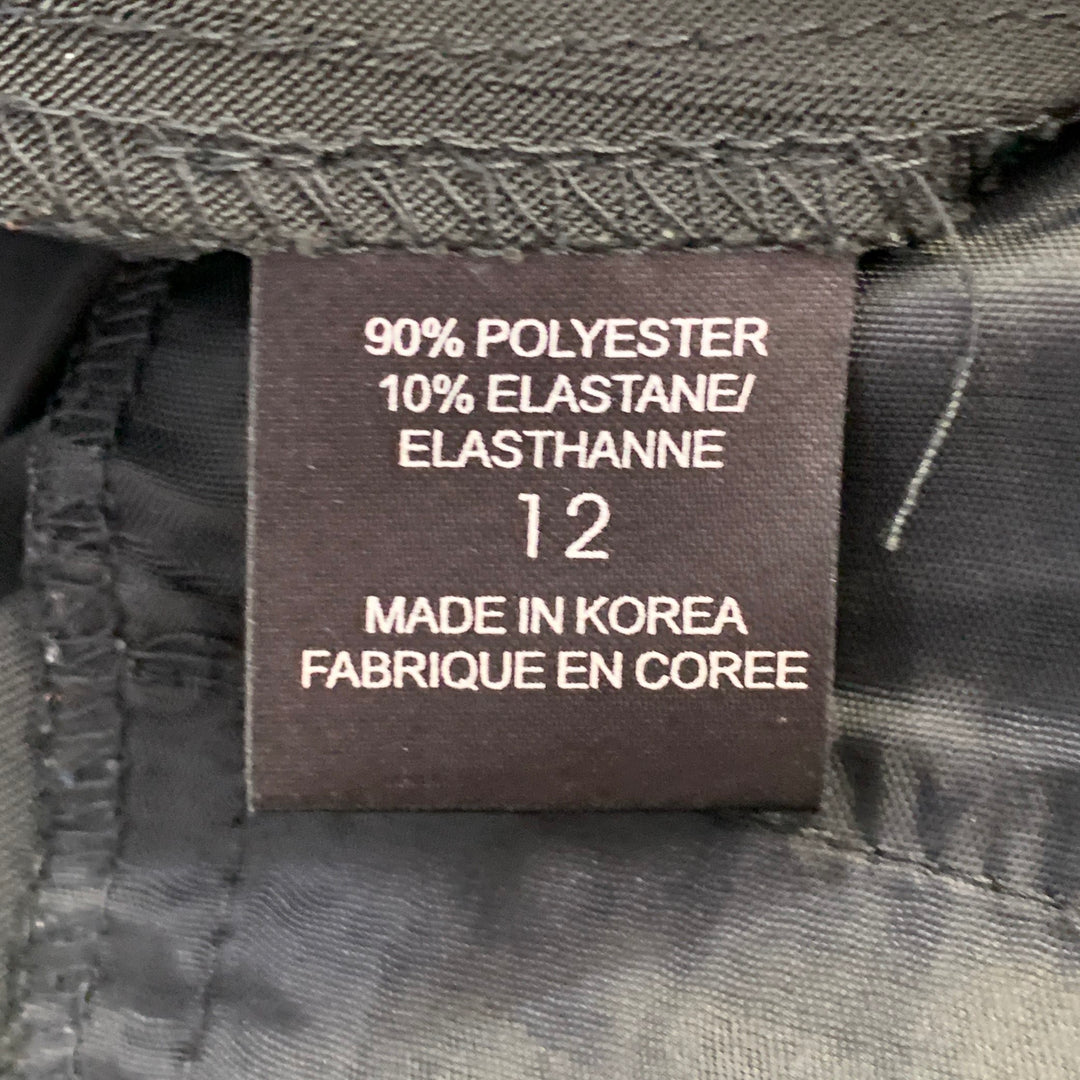 90% POLYESTER
10% ELASTANE/
ELASTHANNE
12
MADE IN KOREA
FABRIQUE EN COREE